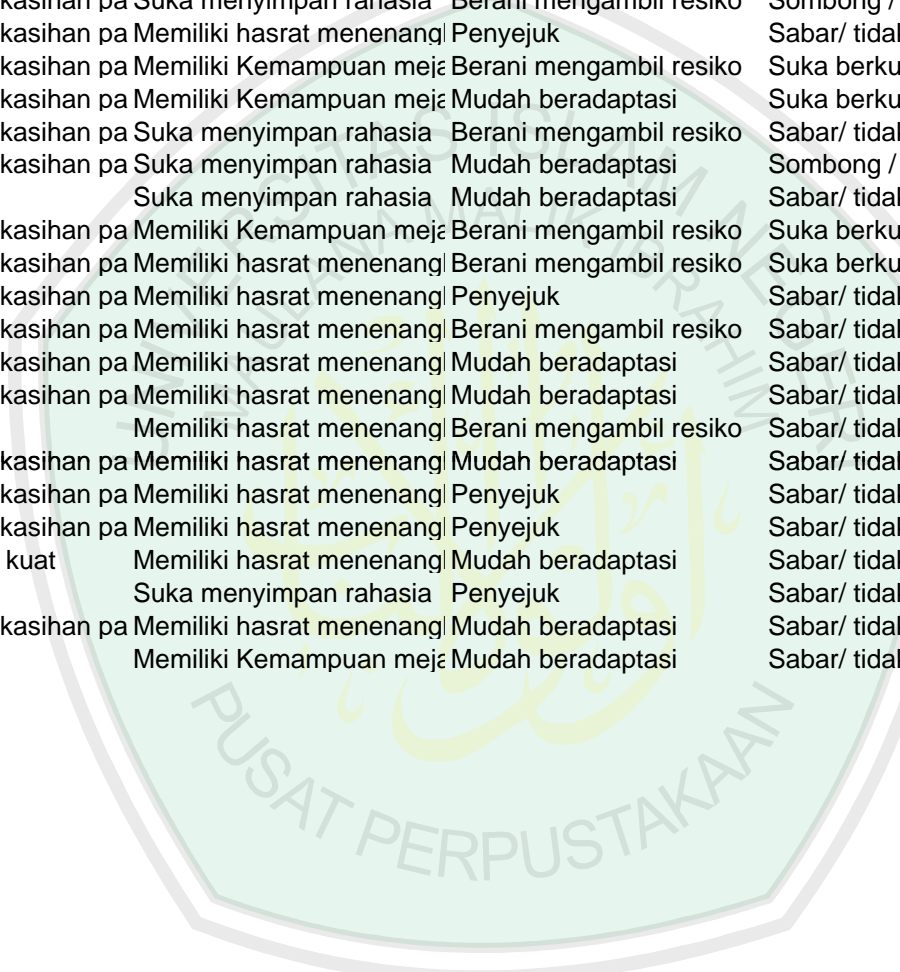 kasihan pa Suka menyimpan rahasia Berani mengambil resiko Sombong /
kasihan pa Memiliki hasrat menenang Penyejuk Sabar/ tidal
kasihan pa Memiliki Kemampuan meja Berani mengambil resiko Suka berku
kasihan pa Memiliki Kemampuan meja Mudah beradaptasi Suka berku
kasihan pa Suka menyimpan rahasia Berani mengambil resiko Sabar/ tidal
kasihan pa Suka menyimpan rahasia Mudah beradaptasi Sombong /
Suka menyimpan rahasia Mudah beradaptasi Sabar/ tidal
kasihan pa Memiliki Kemampuan meja Berani mengambil resiko Suka berku
kasihan pa Memiliki hasrat menenang Berani mengambil resiko Suka berku
kasihan pa Memiliki hasrat menenang Penyejuk Sabar/ tidal
kasihan pa Memiliki hasrat menenang Berani mengambil resiko Sabar/ tidal
kasihan pa Memiliki hasrat menenang Mudah beradaptasi Sabar/ tidal
kasihan pa Memiliki hasrat menenang Mudah beradaptasi Sabar/ tidal
Memiliki hasrat menenang Berani mengambil resiko Sabar/ tidal
kasihan pa Memiliki hasrat menenang Mudah beradaptasi Sabar/ tidal
kasihan pa Memiliki hasrat menenang Penyejuk Sabar/ tidal
kasihan pa Memiliki hasrat menenang Penyejuk Sabar/ tidal
kuat Memiliki hasrat menenang Mudah beradaptasi Sabar/ tidal
Suka menyimpan rahasia Penyejuk Sabar/ tidal
kasihan pa Memiliki hasrat menenang Mudah beradaptasi Sabar/ tidal
Memiliki Kemampuan meja Mudah beradaptasi Sabar/ tidal
UNIVERSITAS ISLAM NEGERI
MAULANA MALIK IBRAHIM
PUSAT PERPUSTAKAAN